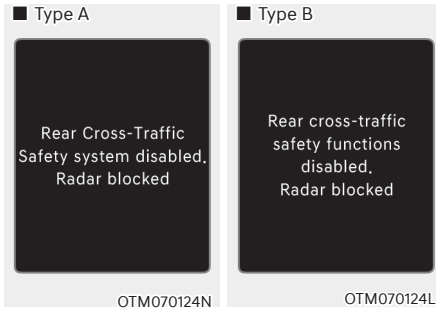 ■ Type A
Rear Cross-Traffic
Safety system disabled.
Radar blocked
OTM070124N
■ Type B
Rear cross-traffic
safety functions
disabled.
Radar blocked
OTM070124L